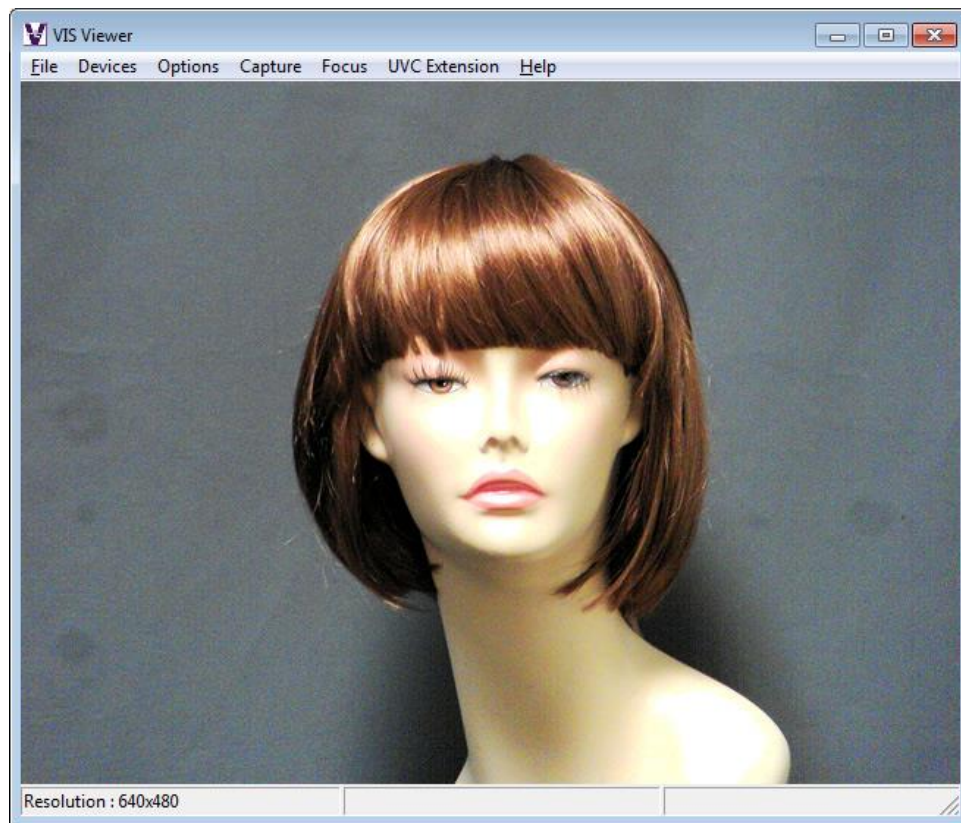 VIS Viewer
File Devices Options Capture Focus UVC Extension Help
Resolution : 640x480